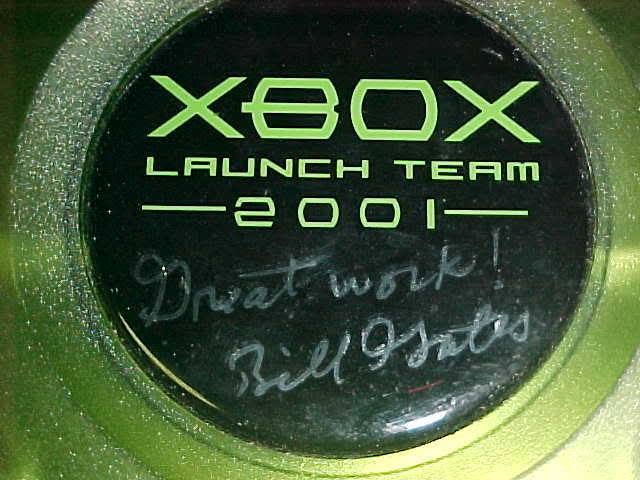 XBOX
LAUNCH TEAM
2001
Great work!
Bill Gates